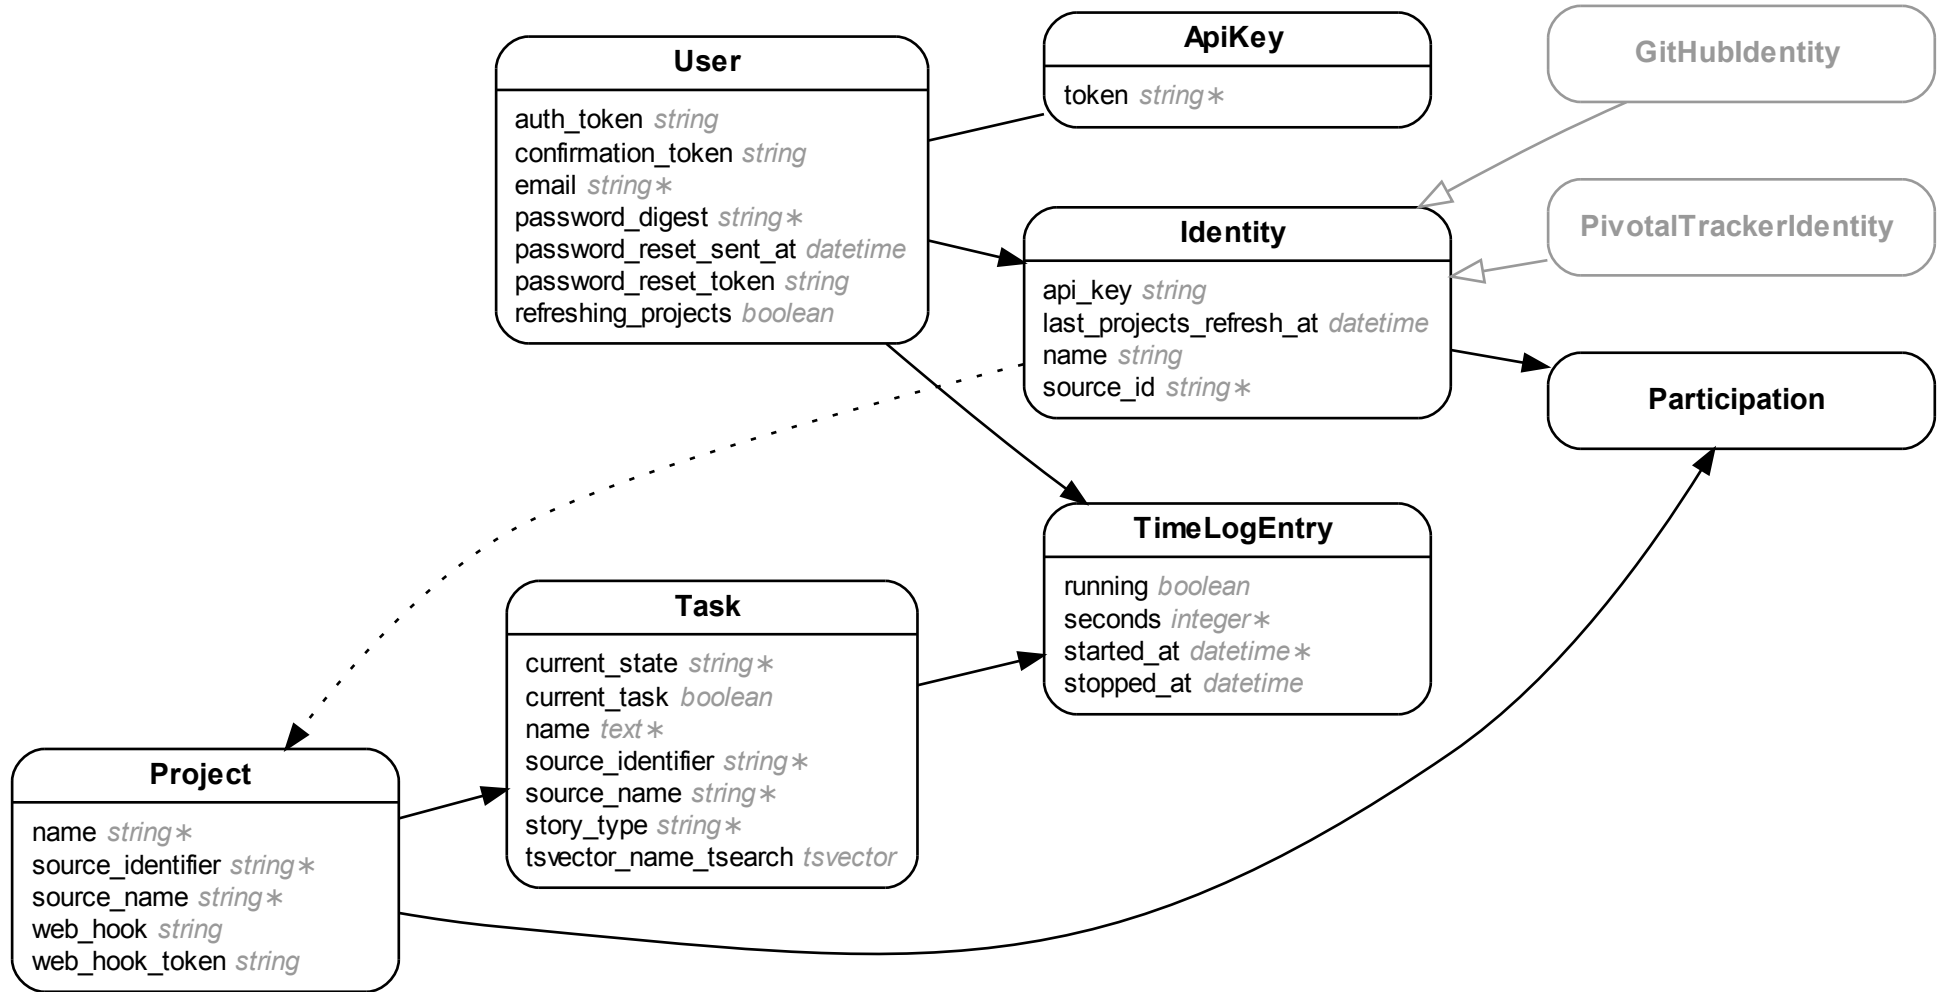 User
auth_token string
confirmation_token string
email string*
password_digest string*
password_reset_sent_at datetime
password_reset_token string
refreshing_projects boolean
ApiKey
token string*
GitHubIdentity
PivotalTrackerIdentity
Identity
api_key string
last_projects_refresh_at datetime
name string
source_id string*
Participation
TimeLogEntry
running boolean
seconds integer*
started_at datetime*
stopped_at datetime
Task
current_state string*
current_task boolean
name text*
source_identifier string*
source_name string*
story_type string*
tsvector_name_tsearch tsvector
Project
name string*
source_identifier string*
source_name string*
web_hook string
web_hook_token string